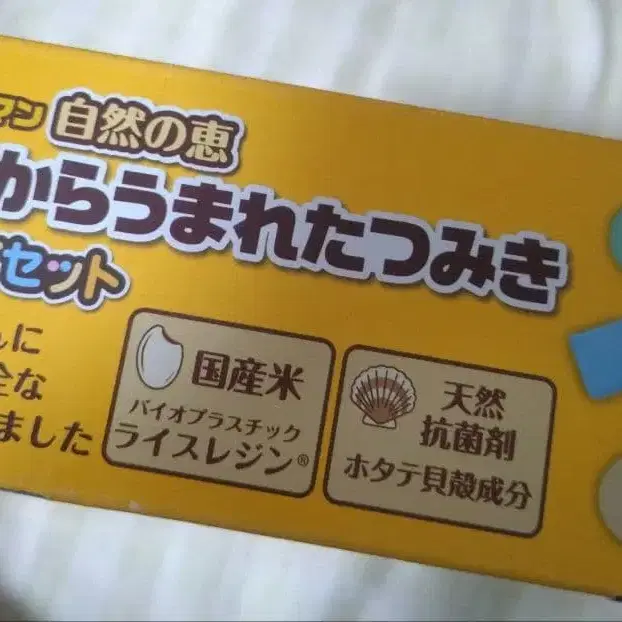 マン 自然の恵
からうまれたつみき
セット
んに
全な
ました
国産米
バイオプラスチック
ライスレジン®
天然
抗菌剤
ホタテ貝殻成分